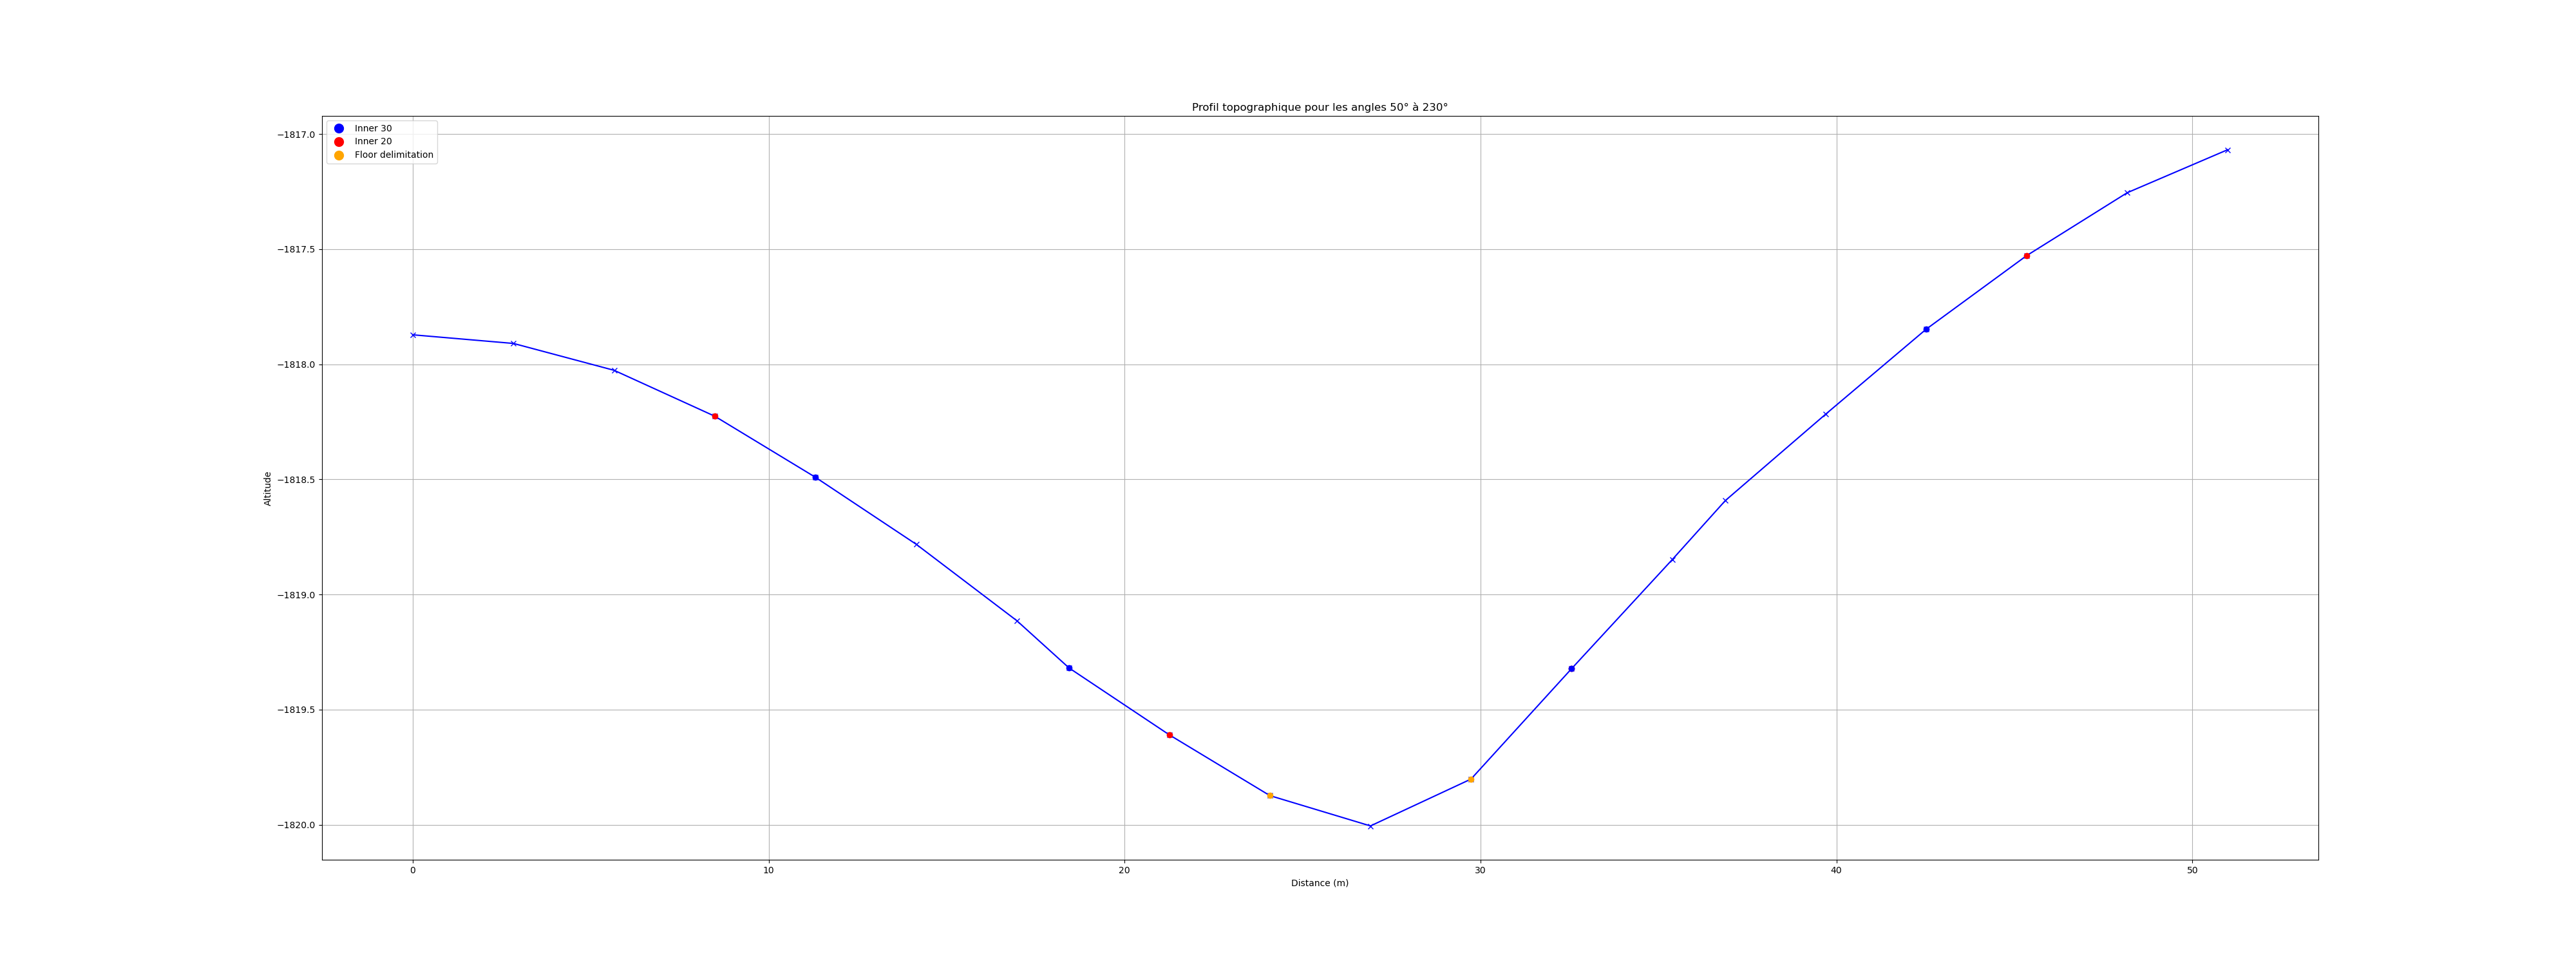 Profil topographique pour les angles 50° à 230°
Inner 30
Inner 20
Floor delimitation
−1817.0
−1817.5
−1818.0
−1818.5
−1819.0
−1819.5
−1820.0
Altitude
0 10 20 30 40 50
Distance (m)